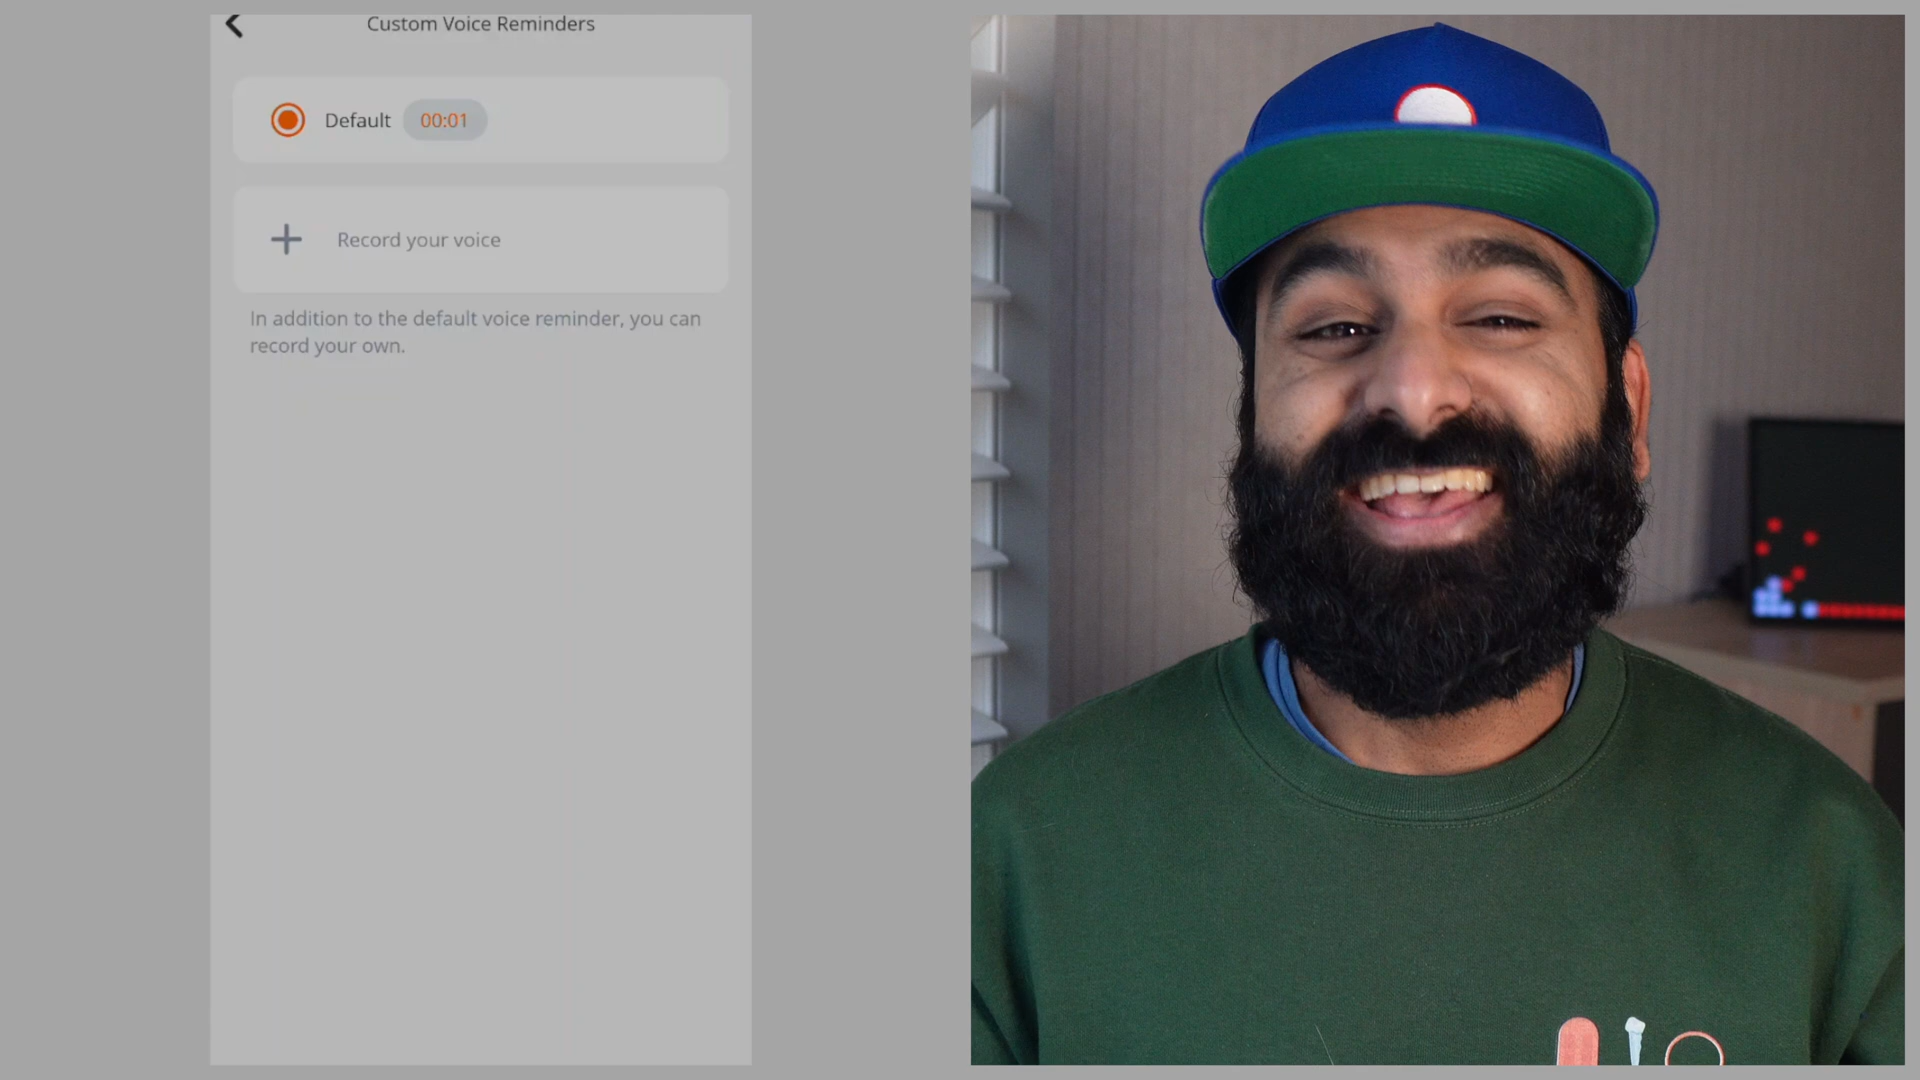 Custom Voice Reminders
Default 00:01
Record your voice
In addition to the default voice reminder, you can
record your own.